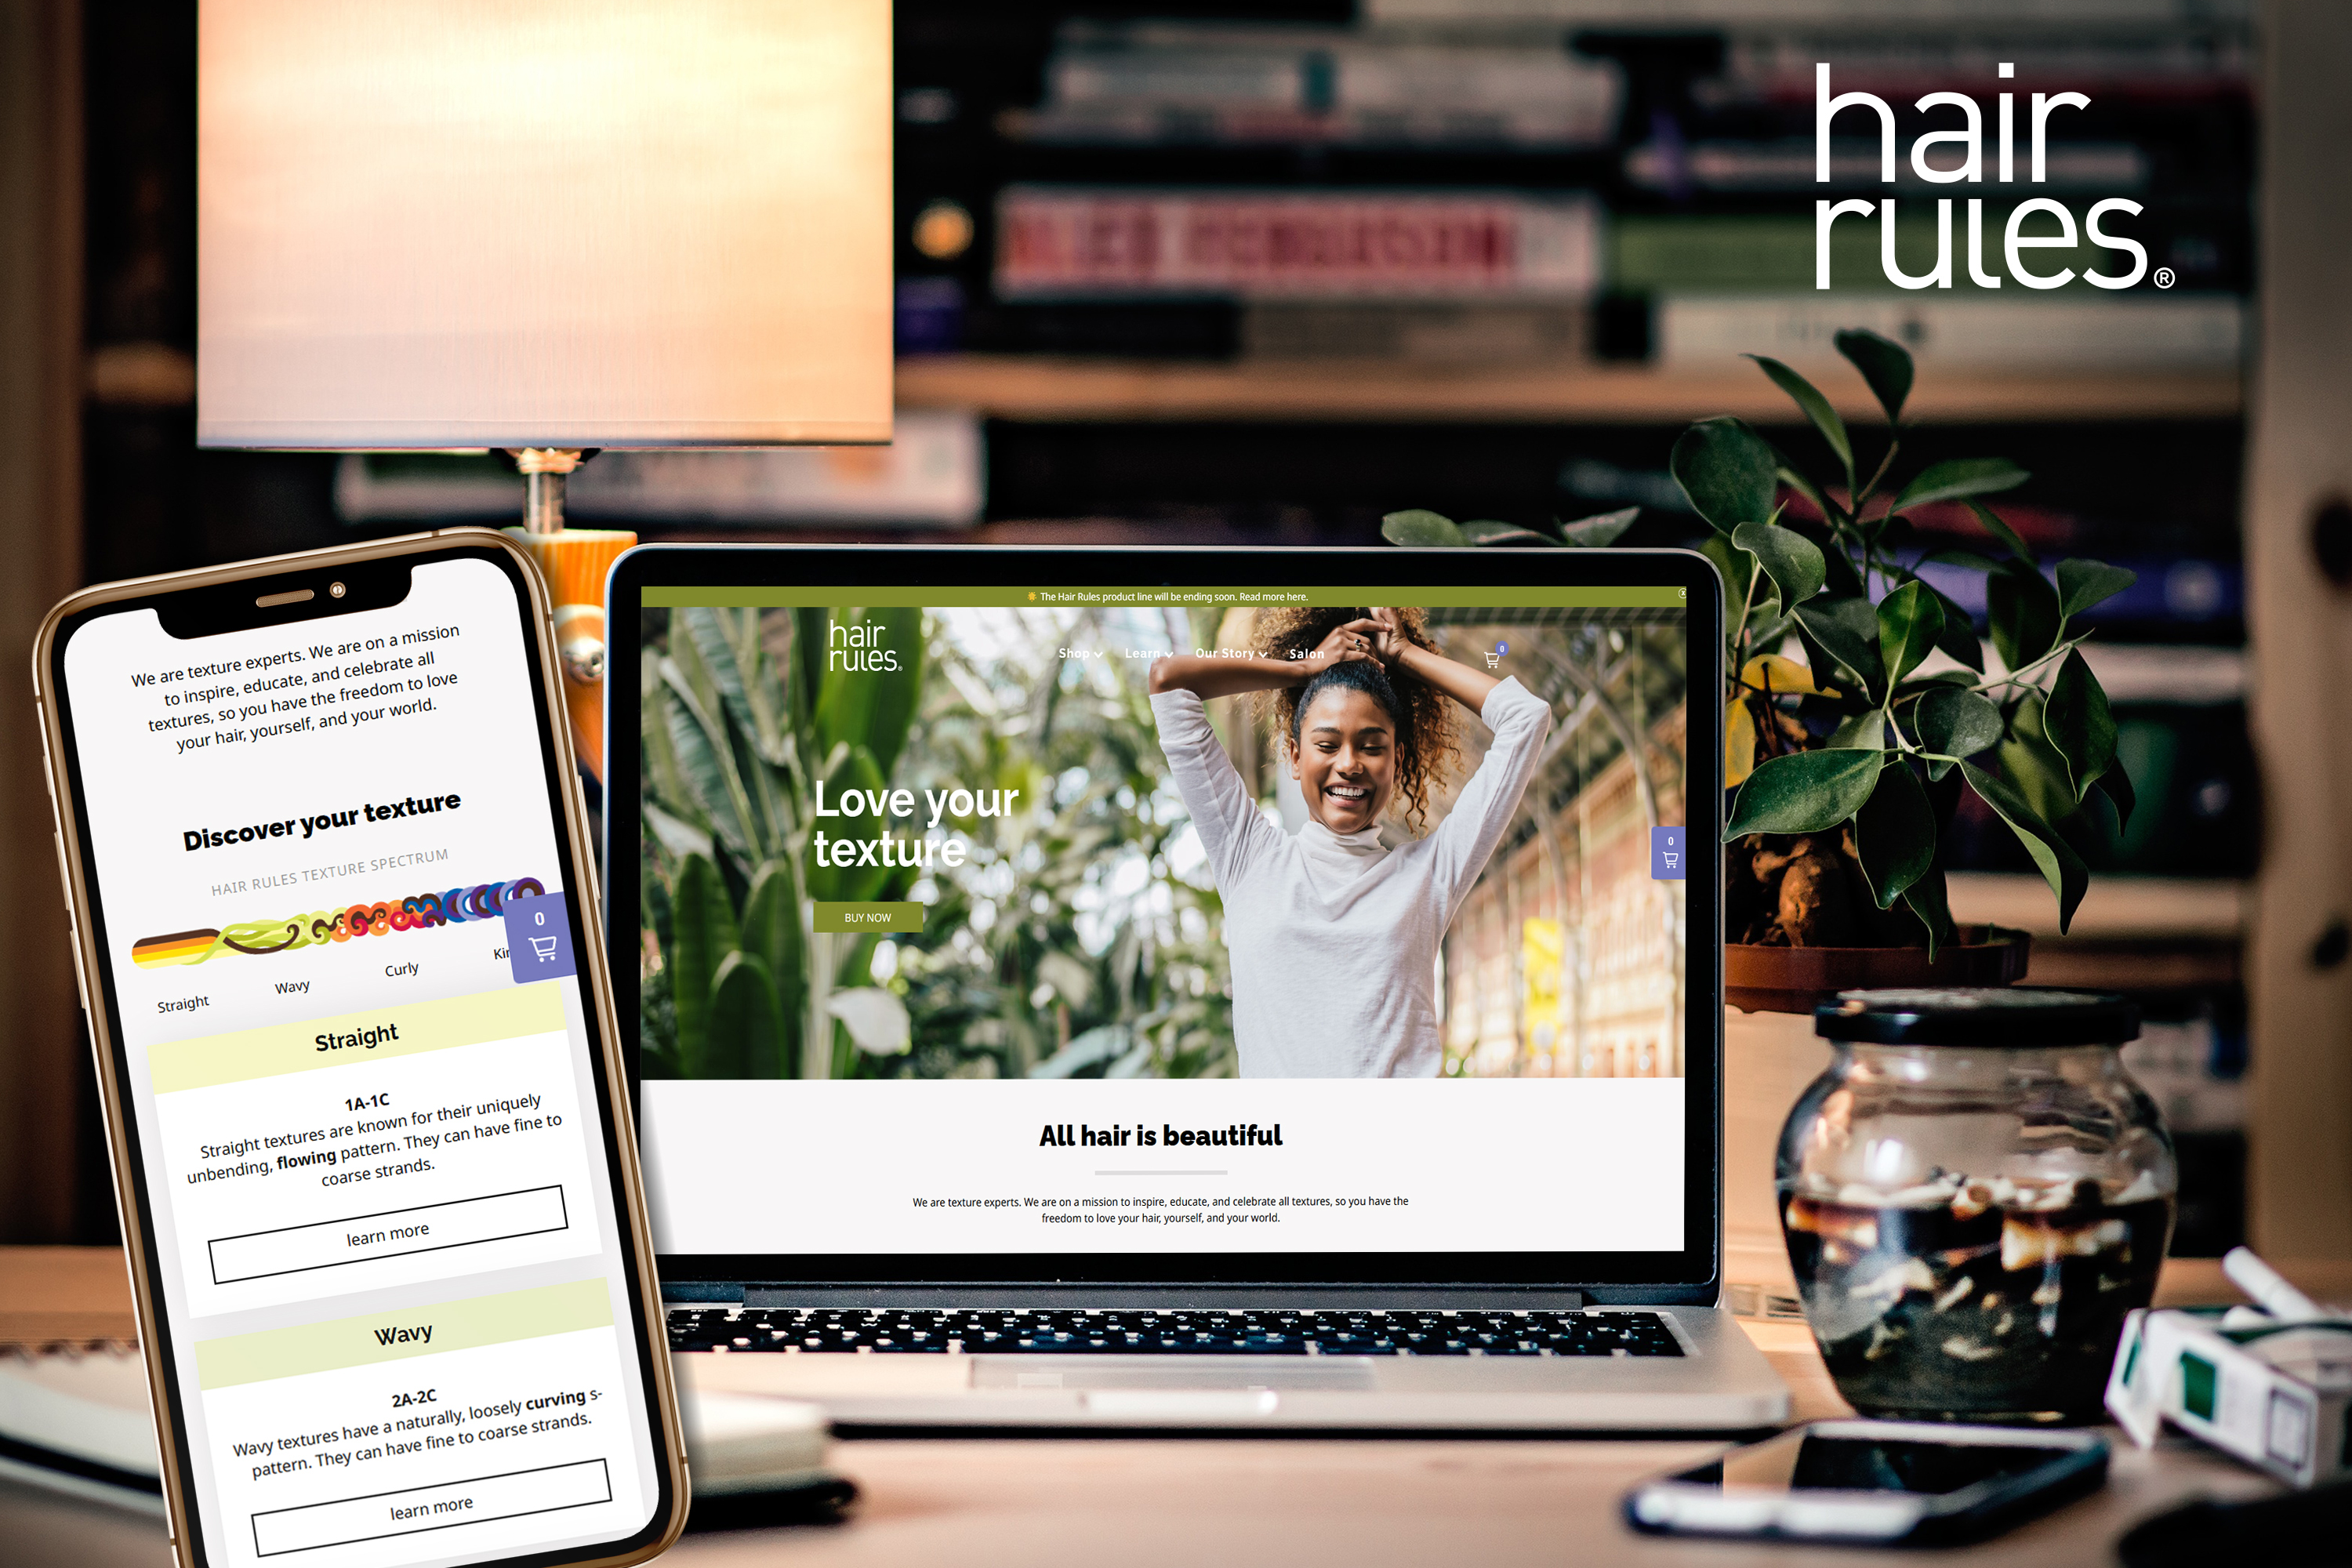 hair
rules®
We are texture experts. We are on a mission
to inspire, educate, and celebrate all
textures, so you have the freedom to love
your hair, yourself, and your world.
Discover your texture
HAIR RULES TEXTURE SPECTRUM
0
Straight Wavy Curly
Straight
1A-1C
Straight textures are known for their uniquely
unbending, flowing pattern. They can have fine to
coarse strands.
learn more
Wavy
2A-2C
Wavy textures have a naturally, loosely curving s-
pattern. They can have fine to coarse strands.
learn more
The Hair Rules product line will be ending soon. Read more here.
hair
rules®
Shop Learn Our Story Salon
0
Love your
texture
0
BUY NOW
All hair is beautiful
We are texture experts. We are on a mission to inspire, educate, and celebrate all textures, so you have the
freedom to love your hair, yourself, and your world.